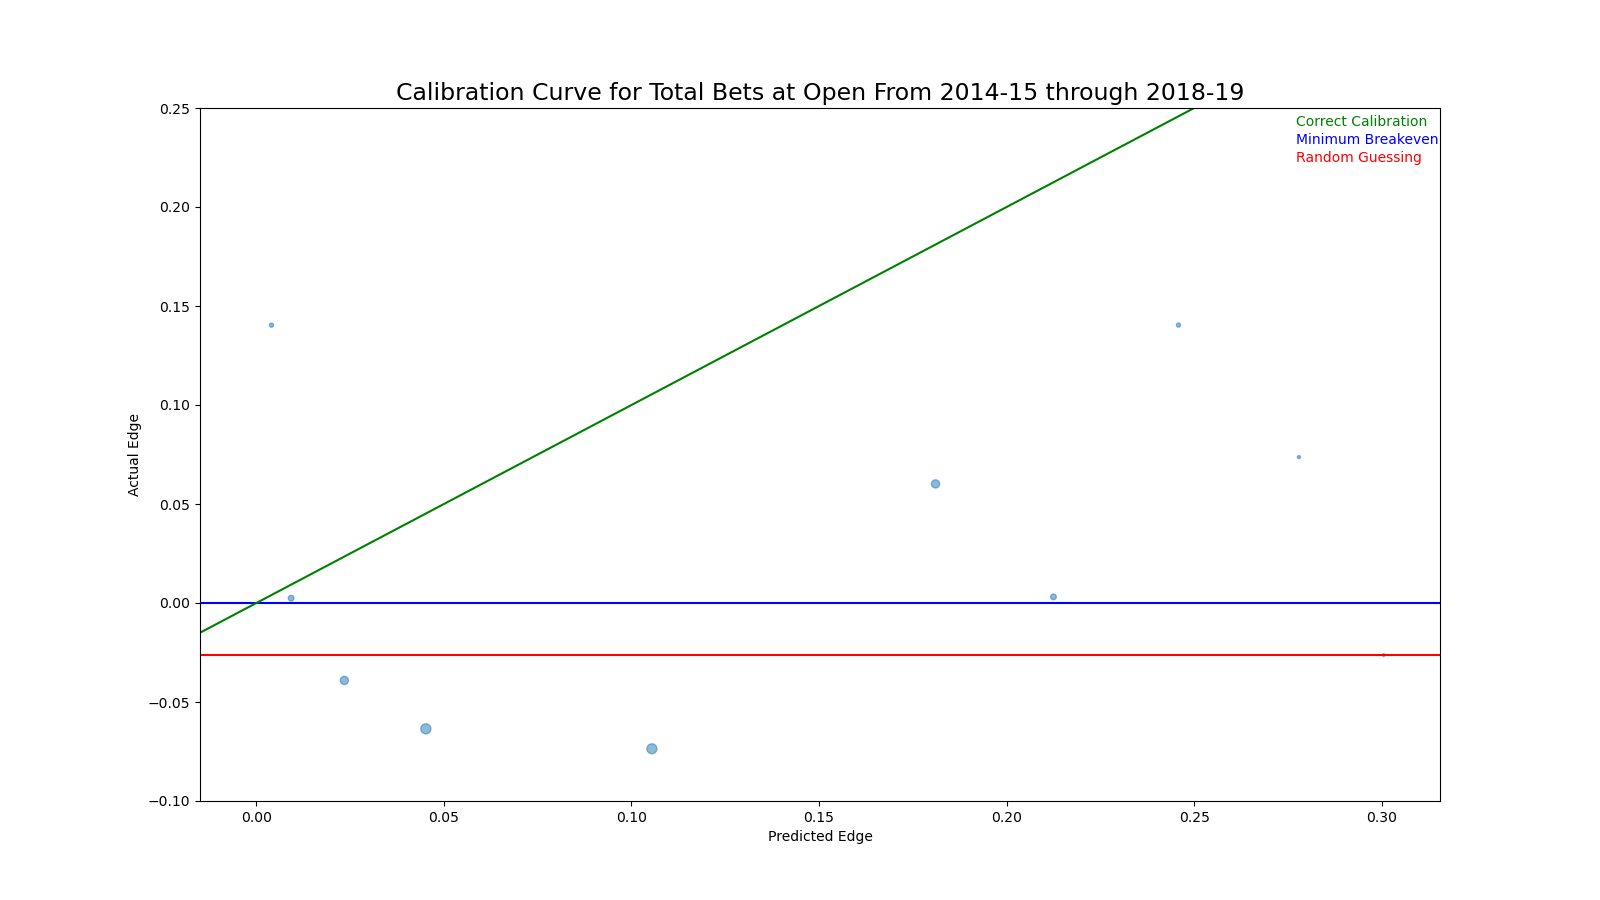 Calibration Curve for Total Bets at Open From 2014-15 through 2018-19
Correct Calibration
Minimum Breakeven
Random Guessing
0.25
0.20
0.15
0.10
0.05
0.00
−0.05
−0.10
Actual Edge
0.00 0.05 0.10 0.15 0.20 0.25 0.30
Predicted Edge